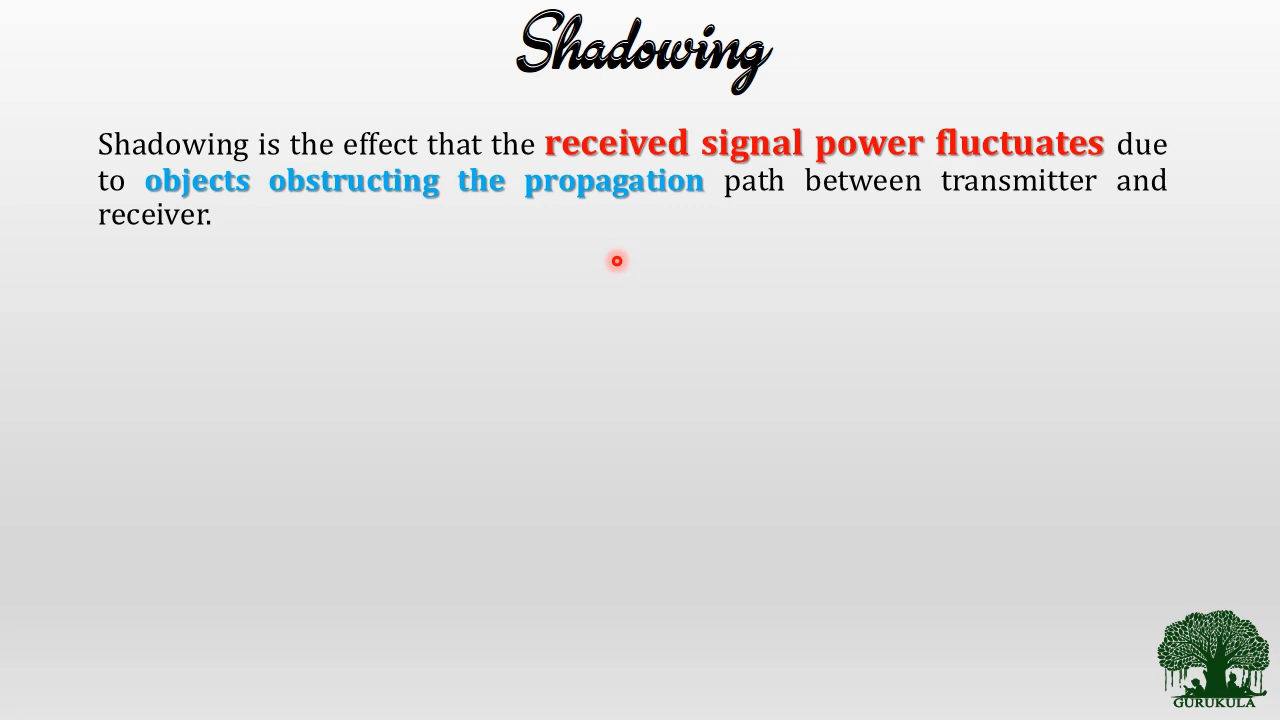 Shadowing
Shadowing is the effect that the received signal power fluctuates due
to objects obstructing the propagation path between transmitter and
receiver.
GURUKULA